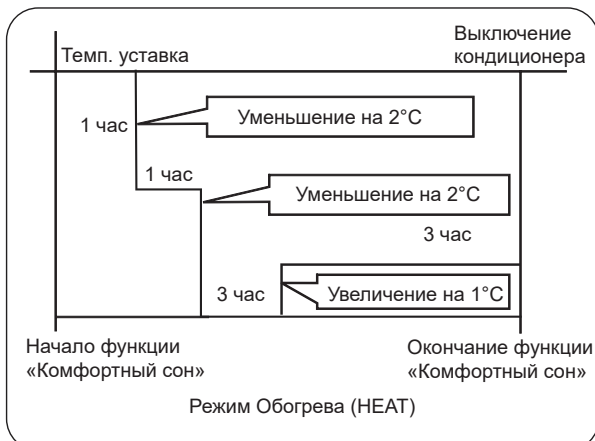 Темп. уставка
Выключение
кондиционера
1 час
Уменьшение на 2°C
1 час
Уменьшение на 2°C
3 час
3 час
Увеличение на 1°C
Начало функции
«Комфортный сон»
Окончание функции
«Комфортный сон»
Режим Обогрева (HEAT)